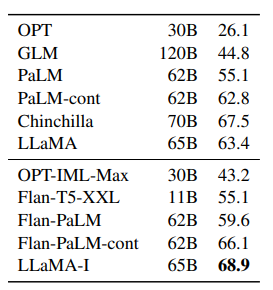 OPT 30B 26.1
GLM 120B 44.8
PaLM 62B 55.1
PaLM-cont 62B 62.8
Chinchilla 70B 67.5
LLaMA 65B 63.4
OPT-IML-Max 30B 43.2
Flan-T5-XXL 11B 55.1
Flan-PaLM 62B 59.6
Flan-PaLM-cont 62B 66.1
LLaMA-I 65B 68.9